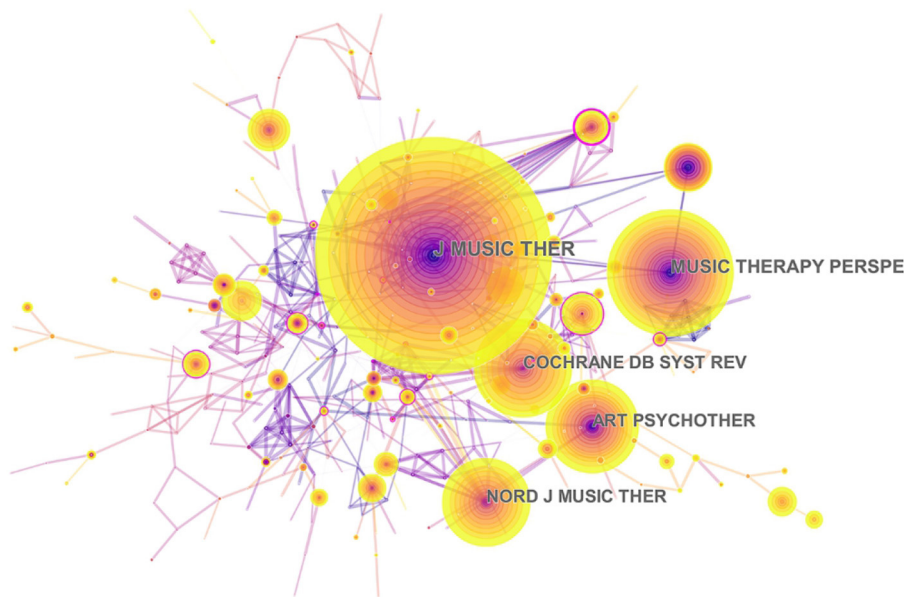 J MUSIC THER
MUSIC THERAPY PERSPE
COCHRANE DB SYST REV
ART PSYCHOTHER
NORD J MUSIC THER